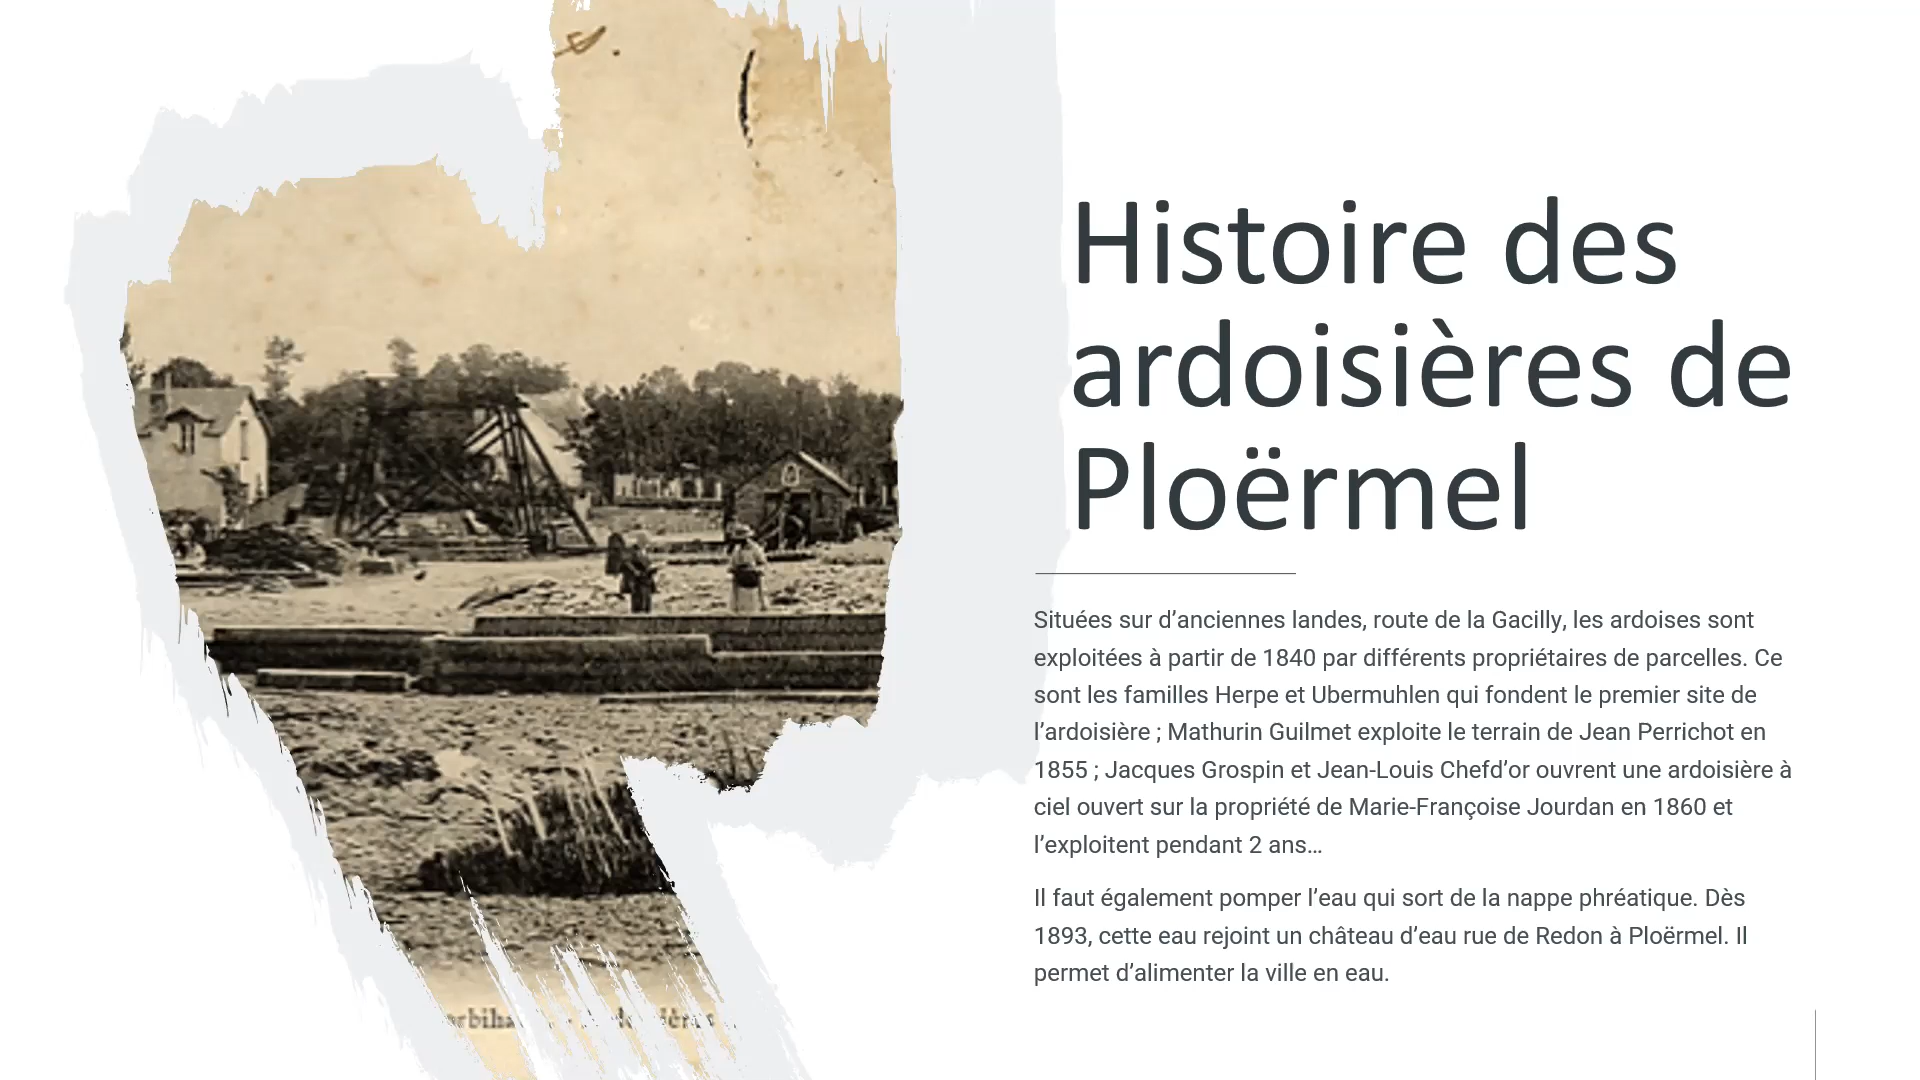 Histoire des
ardoisières de
Ploërmel
Situées sur d’anciennes landes, route de la Gacilly, les ardoises sont
exploitées à partir de 1840 par différents propriétaires de parcelles. Ce
sont les familles Herpe et Ubermuhlen qui fondent le premier site de
l’ardoisière ; Mathurin Guilmet exploite le terrain de Jean Perrichot en
1855 ; Jacques Grospin et Jean-Louis Chefd’or ouvrent une ardoisière à
ciel ouvert sur la propriété de Marie-Françoise Jourdan en 1860 et
l’exploitent pendant 2 ans…
Il faut également pomper l’eau qui sort de la nappe phréatique. Dès
1893, cette eau rejoint un château d’eau rue de Redon à Ploërmel. Il
permet d’alimenter la ville en eau.